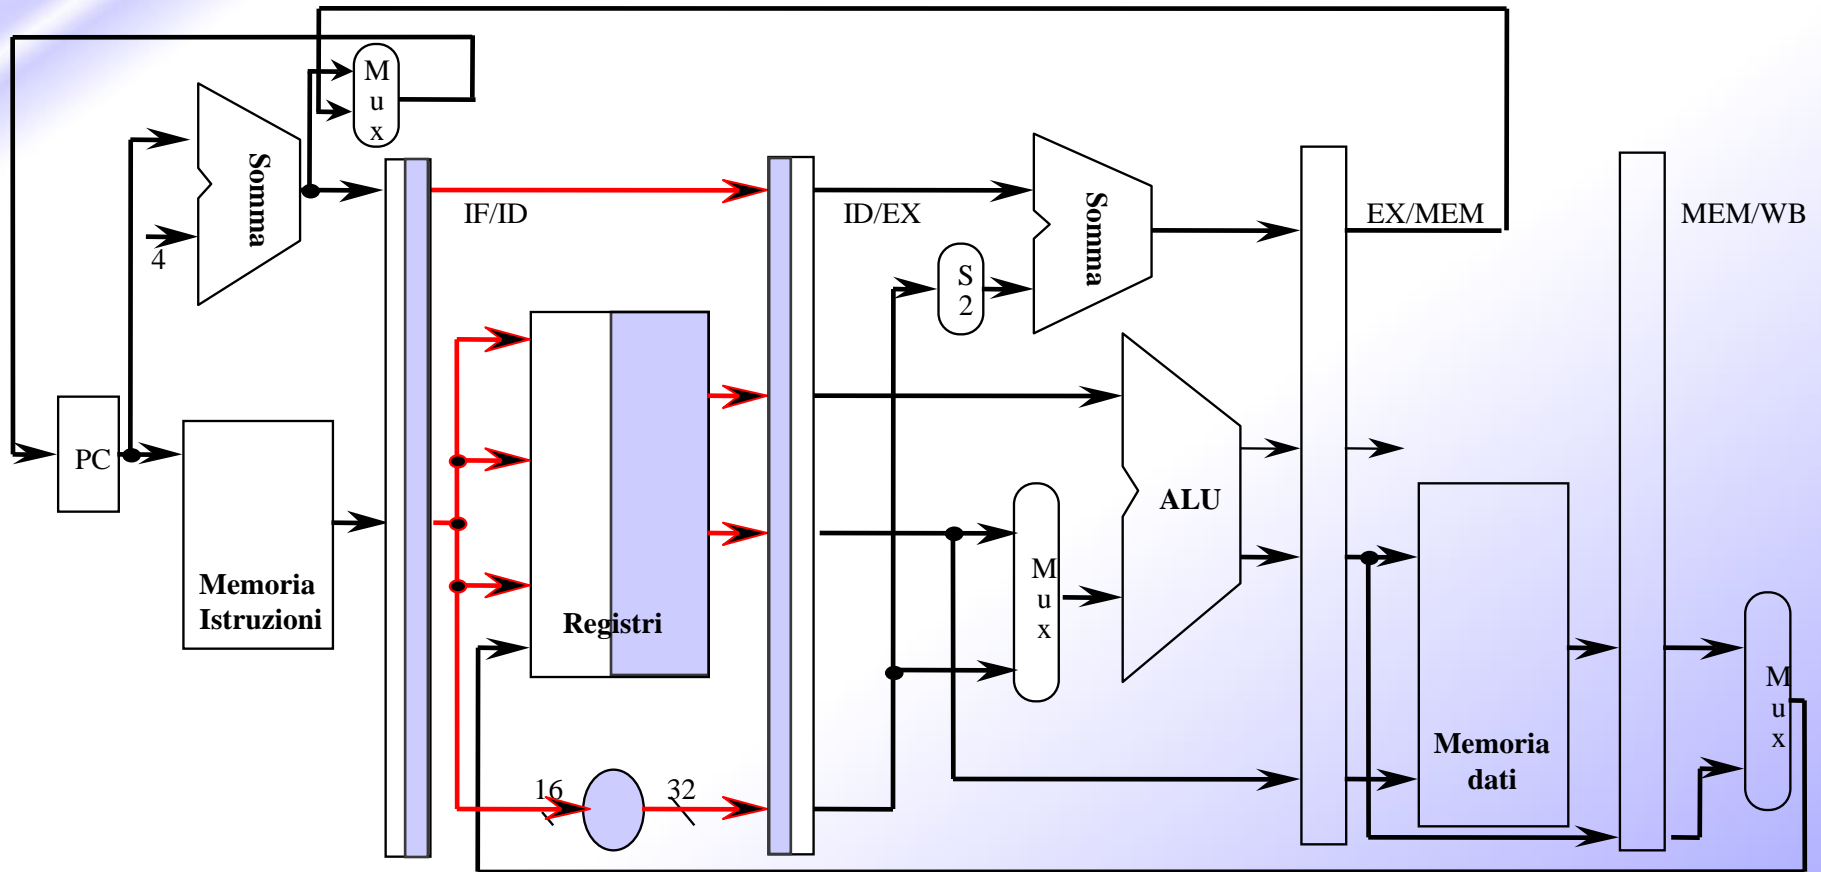 M
u
x
Somma
4
IF/ID
ID/EX
EX/MEM
MEM/WB
Somma
S
2
PC
Memoria
Istruzioni
Registri
ALU
M
u
x
Memoria
dati
M
u
x
16
32